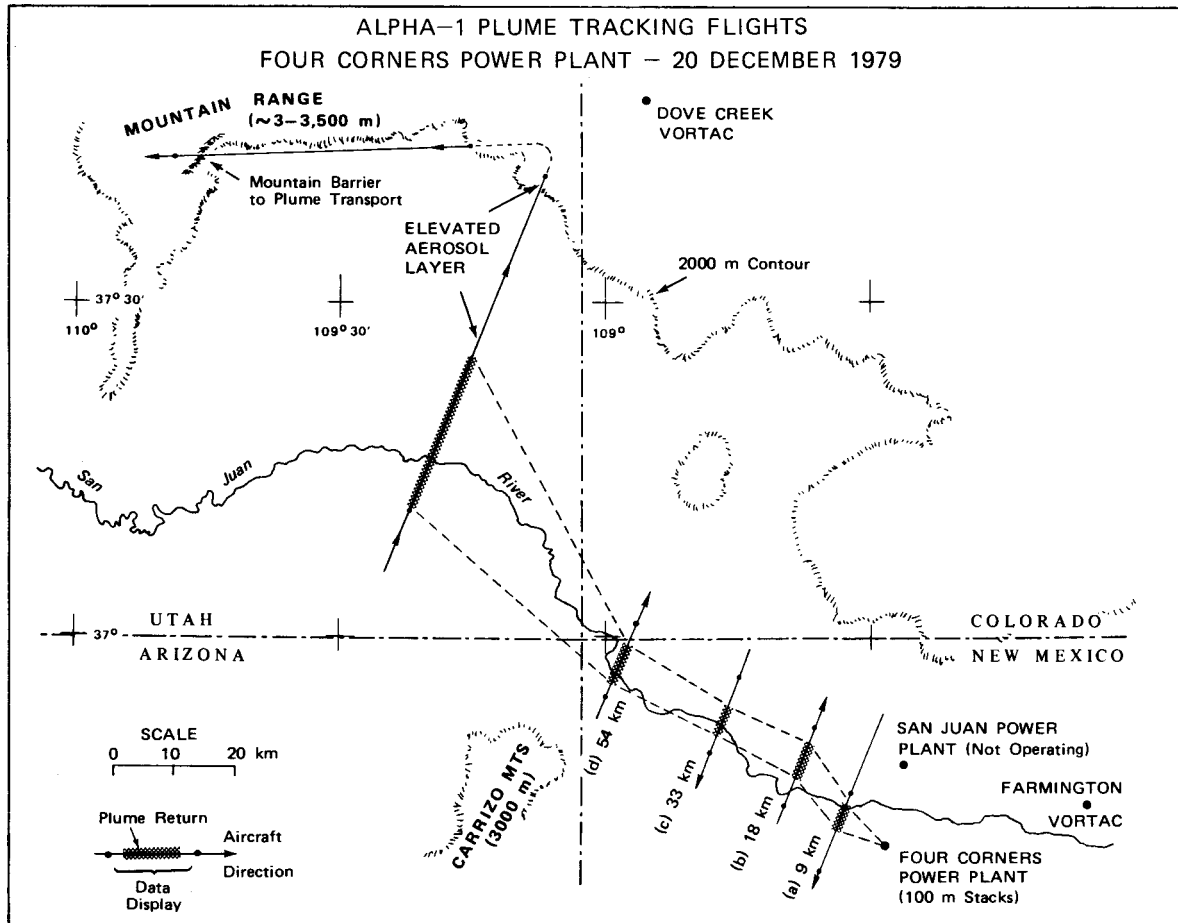 ALPHA–1 PLUME TRACKING FLIGHTS
FOUR CORNERS POWER PLANT – 20 DECEMBER 1979
MOUNTAIN RANGE
(~3–3,500 m)
DOVE CREEK
VORTAC
Mountain Barrier
to Plume Transport
ELEVATED
AEROSOL
LAYER
2000 m Contour
37° 30'
110°
109° 30'
109°
San Juan River
37°
UTAH
ARIZONA
COLORADO
NEW MEXICO
(d) 54 km
(c) 33 km
(b) 18 km
(a) 9 km
SAN JUAN POWER
PLANT (Not Operating)
FARMINGTON
VORTAC
FOUR CORNERS
POWER PLANT
(100 m Stacks)
CARRIZO MTS
(3000 m)
SCALE
0 10 20 km
Plume Return
Aircraft
Direction
Data
Display